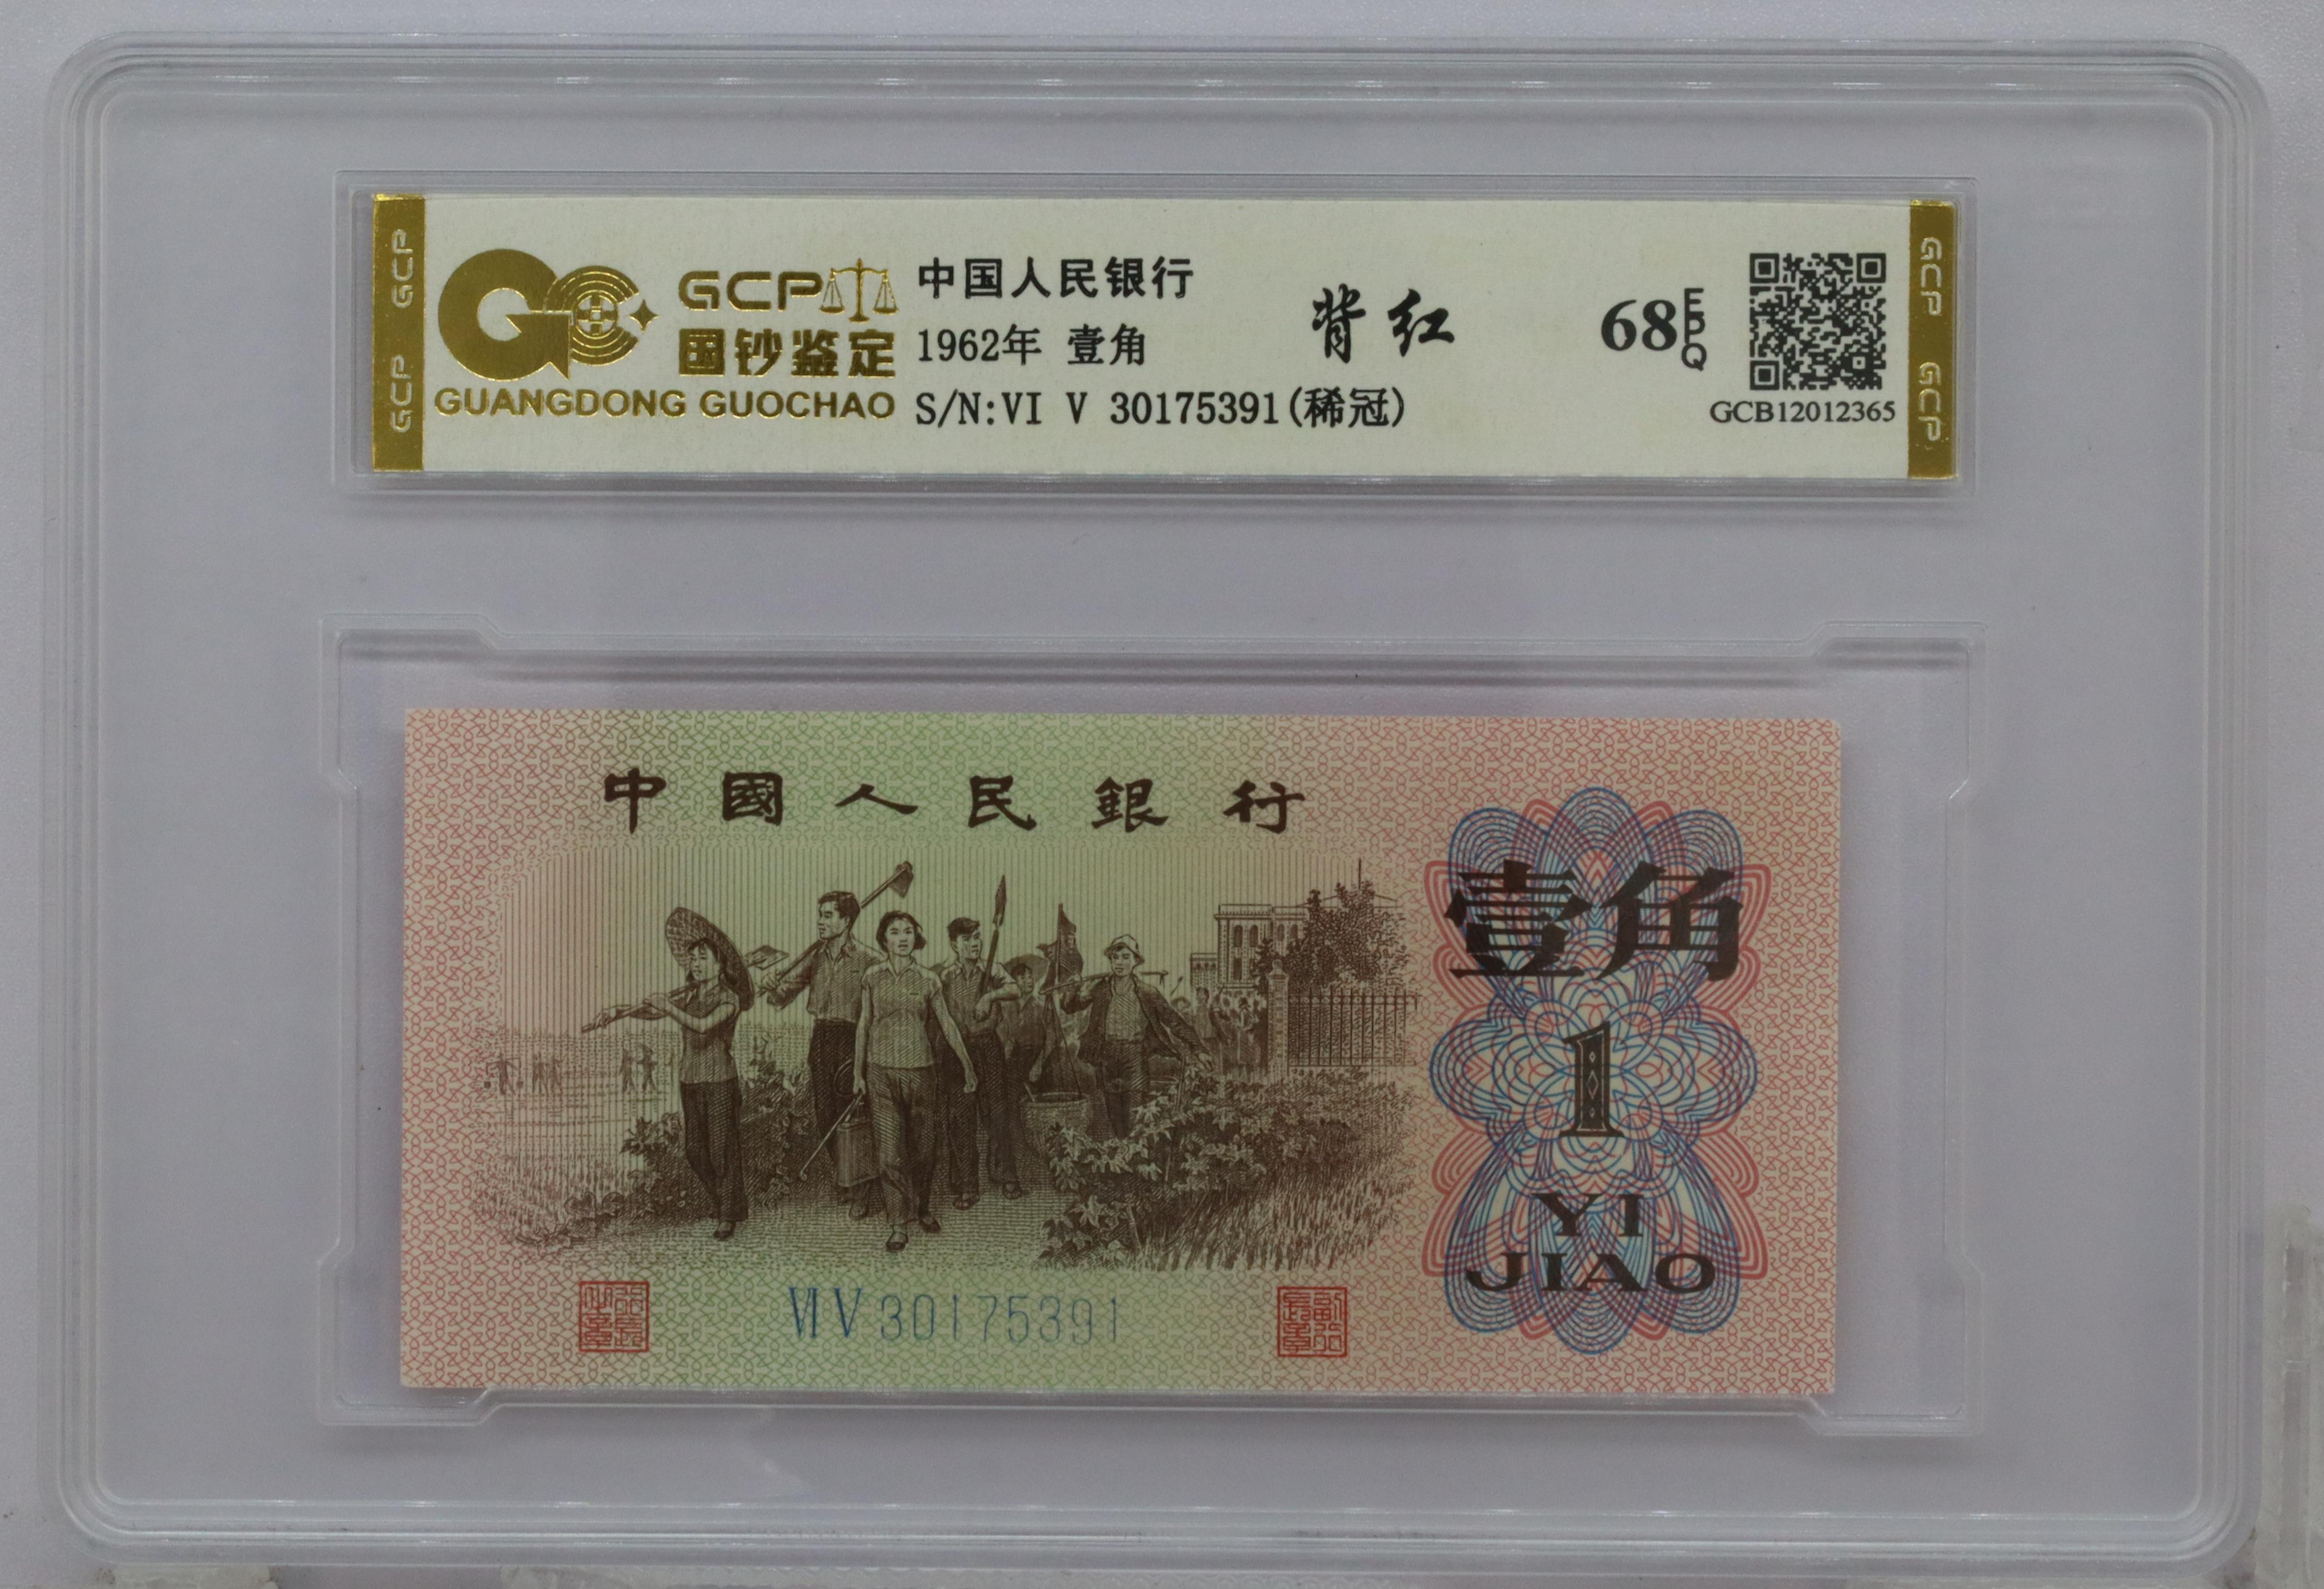 GCP GCP
GCP
国钞鉴定
GUANGDONG GUOCHAO
中国人民银行
1962年 壹角
S/N:VI V 30175391(稀冠)
背红
68 EPQ
GCB12012365
GCP GCP
中國人民銀行
壹角
1
YI
JIAO
VI V 30175391